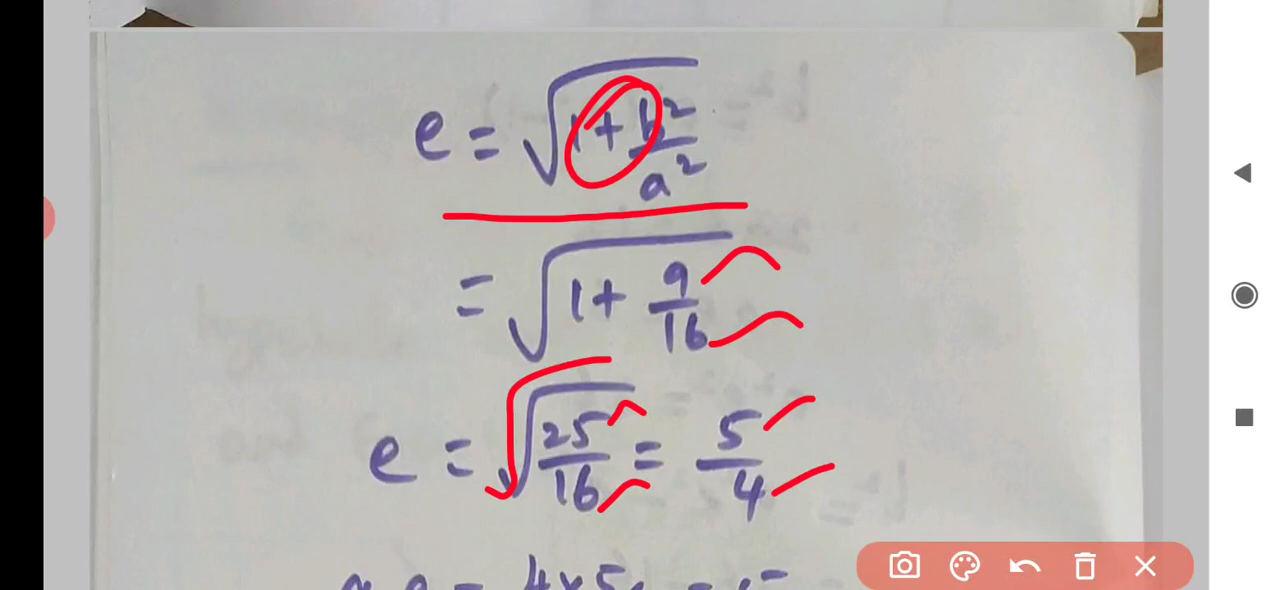 e = √(1 + b²/a²)
= √(1 + 9/16)
e = √(25/16) = 5/4